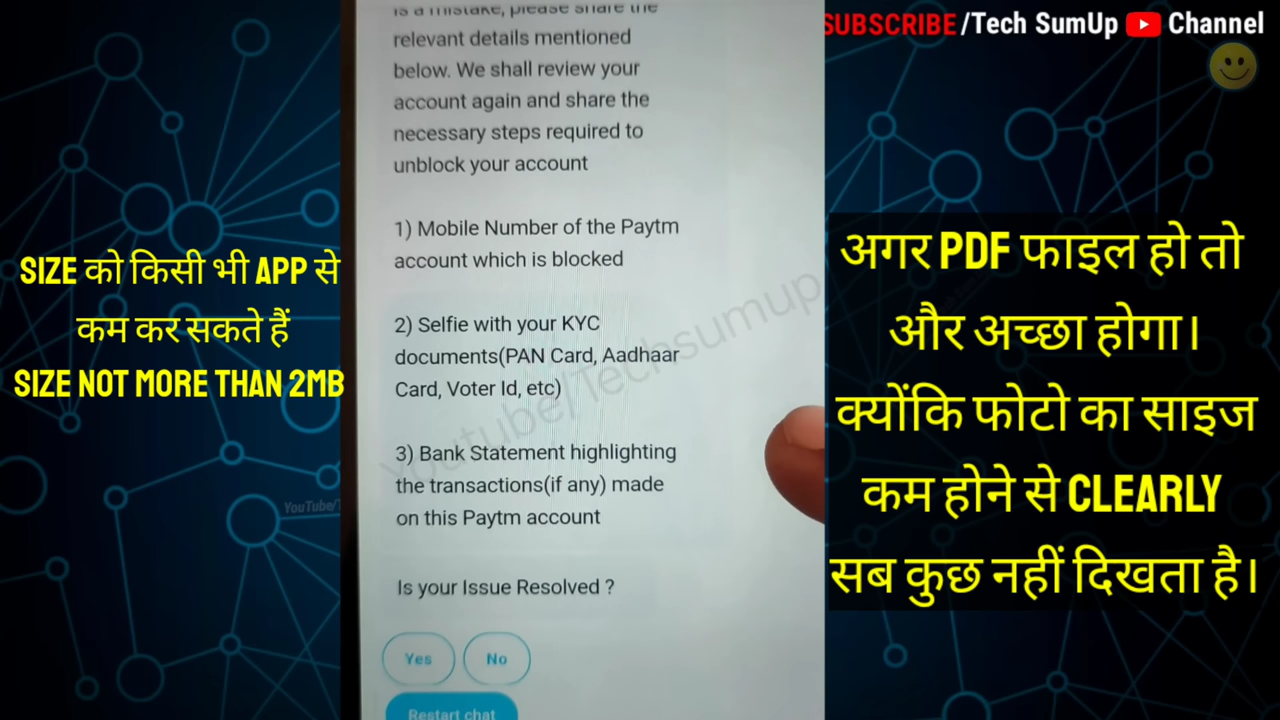 SUBSCRIBE /Tech SumUp Channel
SIZE को किसी भी APP से
कम कर सकते हैं
SIZE NOT MORE THAN 2MB
is a mistake, please share the
relevant details mentioned
below. We shall review your
account again and share the
necessary steps required to
unblock your account
1) Mobile Number of the Paytm
account which is blocked
2) Selfie with your KYC
documents(PAN Card, Aadhaar
Card, Voter Id, etc)
3) Bank Statement highlighting
the transactions(if any) made
on this Paytm account
Is your Issue Resolved ?
Yes No
Restart chat
Youtube/Techsumup
YouTube/
अगर PDF फाइल हो तो
और अच्छा होगा।
क्योंकि फोटो का साइज
कम होने से CLEARLY
सब कुछ नहीं दिखता है।